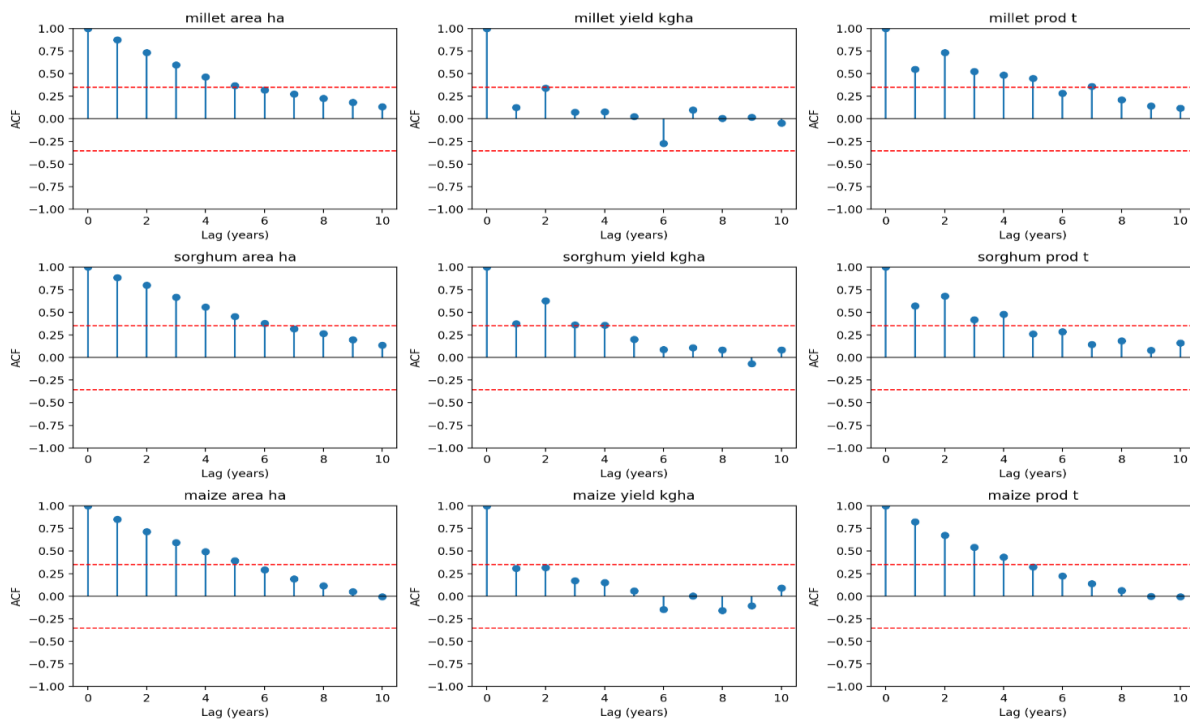 millet area ha
1.00
0.75
0.50
0.25
0.00
−0.25
−0.50
−0.75
−1.00
ACF
0 2 4 6 8 10
Lag (years)
millet yield kgha
1.00
0.75
0.50
0.25
0.00
−0.25
−0.50
−0.75
−1.00
ACF
0 2 4 6 8 10
Lag (years)
millet prod t
1.00
0.75
0.50
0.25
0.00
−0.25
−0.50
−0.75
−1.00
ACF
0 2 4 6 8 10
Lag (years)
sorghum area ha
1.00
0.75
0.50
0.25
0.00
−0.25
−0.50
−0.75
−1.00
ACF
0 2 4 6 8 10
Lag (years)
sorghum yield kgha
1.00
0.75
0.50
0.25
0.00
−0.25
−0.50
−0.75
−1.00
ACF
0 2 4 6 8 10
Lag (years)
sorghum prod t
1.00
0.75
0.50
0.25
0.00
−0.25
−0.50
−0.75
−1.00
ACF
0 2 4 6 8 10
Lag (years)
maize area ha
1.00
0.75
0.50
0.25
0.00
−0.25
−0.50
−0.75
−1.00
ACF
0 2 4 6 8 10
Lag (years)
maize yield kgha
1.00
0.75
0.50
0.25
0.00
−0.25
−0.50
−0.75
−1.00
ACF
0 2 4 6 8 10
Lag (years)
maize prod t
1.00
0.75
0.50
0.25
0.00
−0.25
−0.50
−0.75
−1.00
ACF
0 2 4 6 8 10
Lag (years)